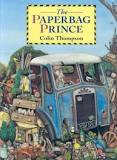 The
PAPERBAG
PRINCE
Colin Thompson